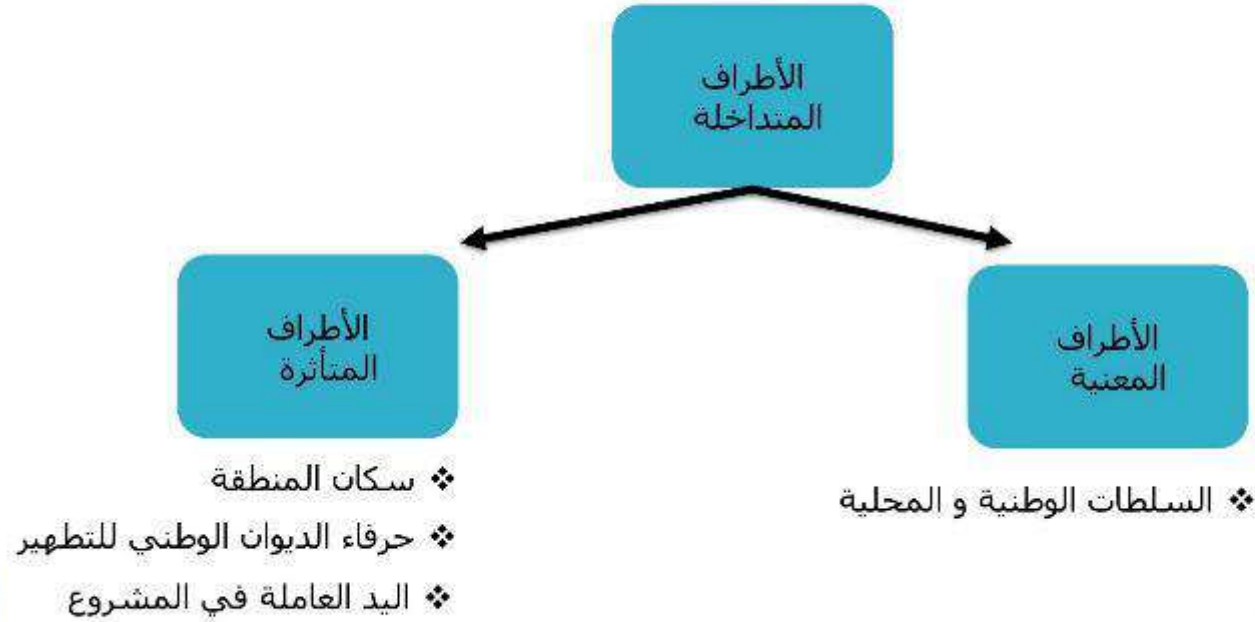 الأطراف
المتداخلة
الأطراف
المعنية
❖ السلطات الوطنية و المحلية
الأطراف
المتأثرة
❖ سكان المنطقة
❖ حرفاء الديوان الوطني للتطهير
❖ اليد العاملة في المشروع